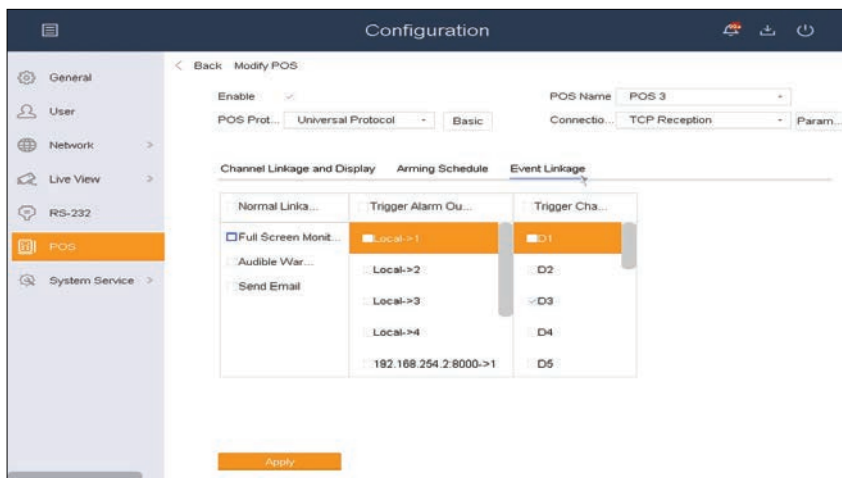 Configuration
Back Modify POS
General
User
Network
Live View
RS-232
POS
System Service
Enable
POS Name POS 3
POS Prot... Universal Protocol Basic
Connectio... TCP Reception Param...
Channel Linkage and Display Arming Schedule Event Linkage
Normal Linka... Trigger Alarm Ou... Trigger Cha...
Full Screen Monit... Local->1 D1
Audible War... Local->2 D2
Send Email Local->3 D3
Local->4 D4
192.168.254.2:8000->1 D5
Apply